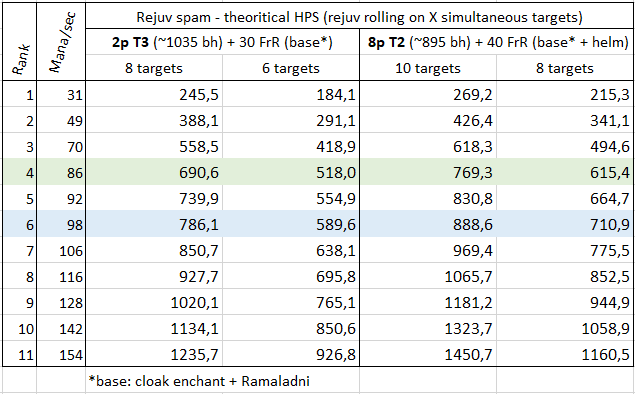 Rejuv spam - theoritical HPS (rejuv rolling on X simultaneous targets)
Rank Mana/sec 2p T3 (~1035 bh) + 30 FrR (base*) 8p T2 (~895 bh) + 40 FrR (base* + helm)
8 targets 6 targets 10 targets 8 targets
1 31 245,5 184,1 269,2 215,3
2 49 388,1 291,1 426,4 341,1
3 70 558,5 418,9 618,3 494,6
4 86 690,6 518,0 769,3 615,4
5 92 739,9 554,9 830,8 664,7
6 98 786,1 589,6 888,6 710,9
7 106 850,7 638,1 969,4 775,5
8 116 927,7 695,8 1065,7 852,5
9 128 1020,1 765,1 1181,2 944,9
10 142 1134,1 850,6 1323,7 1058,9
11 154 1235,7 926,8 1450,7 1160,5
*base: cloak enchant + Ramaladni